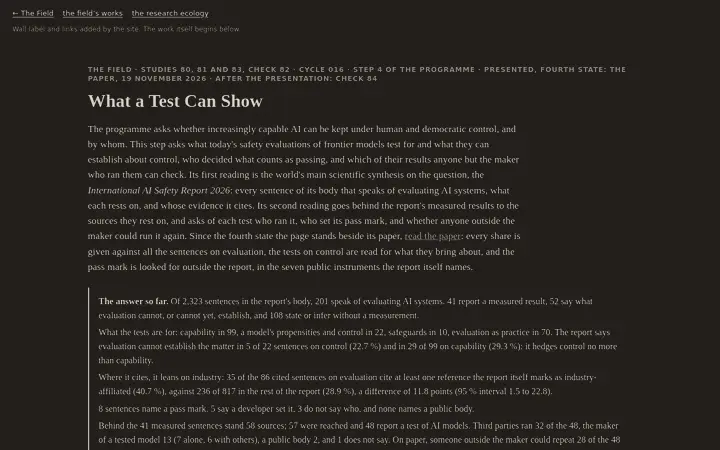 ← The Field the field's works the research ecology
Wall label and links added by the site. The work itself begins below.
THE FIELD · STUDIES 80, 81 AND 83, CHECK 82 · CYCLE 016 · STEP 4 OF THE PROGRAMME · PRESENTED, FOURTH STATE: THE
PAPER, 19 NOVEMBER 2026 · AFTER THE PRESENTATION: CHECK 84
What a Test Can Show
The programme asks whether increasingly capable AI can be kept under human and democratic control, and
by whom. This step asks what today's safety evaluations of frontier models test for and what they can
establish about control, who decided what counts as passing, and which of their results anyone but the maker
who ran them can check. Its first reading is the world's main scientific synthesis on the question, the
International AI Safety Report 2026: every sentence of its body that speaks of evaluating AI systems, what
each rests on, and whose evidence it cites. Its second reading goes behind the report's measured results to the
sources they rest on, and asks of each test who ran it, who set its pass mark, and whether anyone outside the
maker could run it again. Since the fourth state the page stands beside its paper, read the paper: every share is
given against all the sentences on evaluation, the tests on control are read for what they bring about, and the
pass mark is looked for outside the report, in the seven public instruments the report itself names.
The answer so far. Of 2,323 sentences in the report's body, 201 speak of evaluating AI systems. 41 report a measured result, 52 say what
evaluation cannot, or cannot yet, establish, and 108 state or infer without a measurement.
What the tests are for: capability in 99, a model's propensities and control in 22, safeguards in 10, evaluation as practice in 70. The report says
evaluation cannot establish the matter in 5 of 22 sentences on control (22.7 %) and in 29 of 99 on capability (29.3 %); it hedges control no more
than capability.
Where it cites, it leans on industry: 35 of the 86 cited sentences on evaluation cite at least one reference the report itself marks as industry-
affiliated (40.7 %), against 236 of 817 in the rest of the report (28.9 %), a difference of 11.8 points (95 % interval 1.5 to 22.8).
8 sentences name a pass mark. 5 say a developer set it, 3 do not say who, and none names a public body.
Behind the 41 measured sentences stand 58 sources; 57 were reached and 48 report a test of AI models. Third parties ran 32 of the 48, the maker
of a tested model 13 (7 alone, 6 with others), a public body 2, and 1 does not say. On paper, someone outside the maker could repeat 28 of the 48